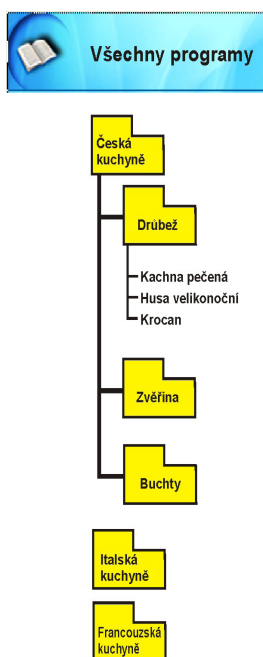 Všechny programy
Česká
kuchyně
Drůbež
Kachna pečená
Husa velikonoční
Krocan
Zvěřina
Buchty
Italská
kuchyně
Francouzská
kuchyně